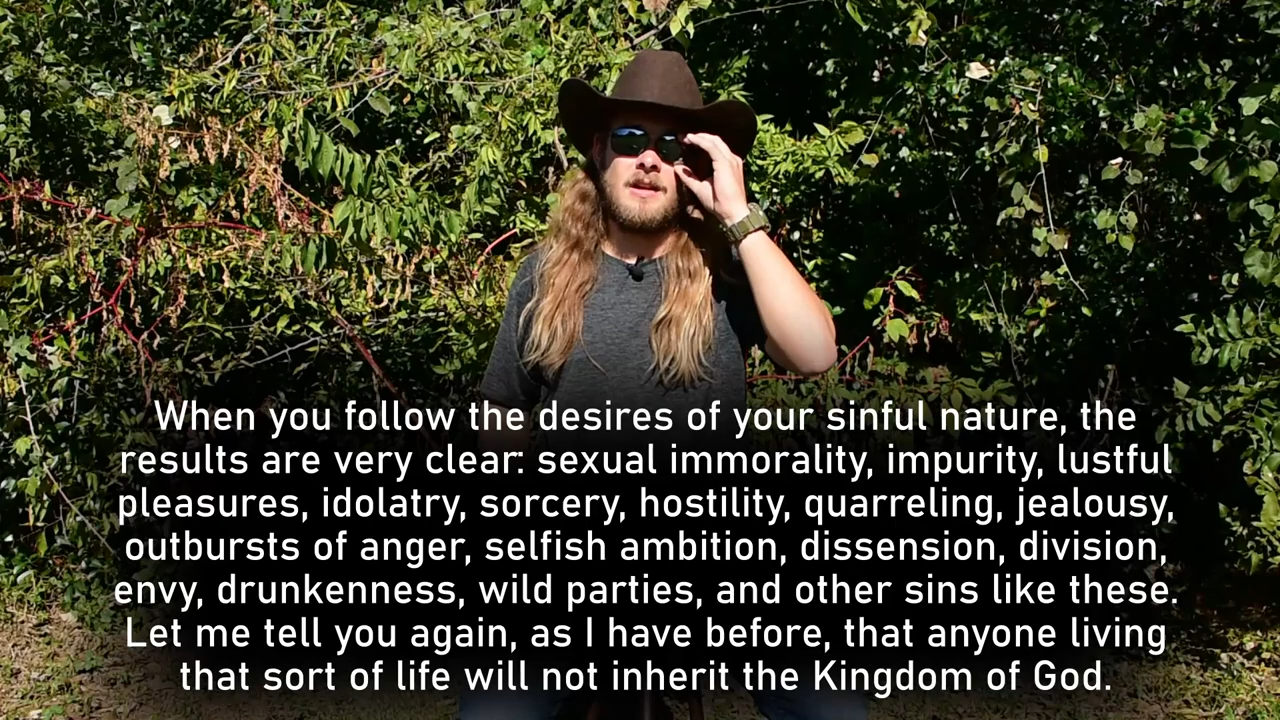 When you follow the desires of your sinful nature, the
results are very clear: sexual immorality, impurity, lustful
pleasures, idolatry, sorcery, hostility, quarreling, jealousy,
outbursts of anger, selfish ambition, dissension, division,
envy, drunkenness, wild parties, and other sins like these.
Let me tell you again, as I have before, that anyone living
that sort of life will not inherit the Kingdom of God.